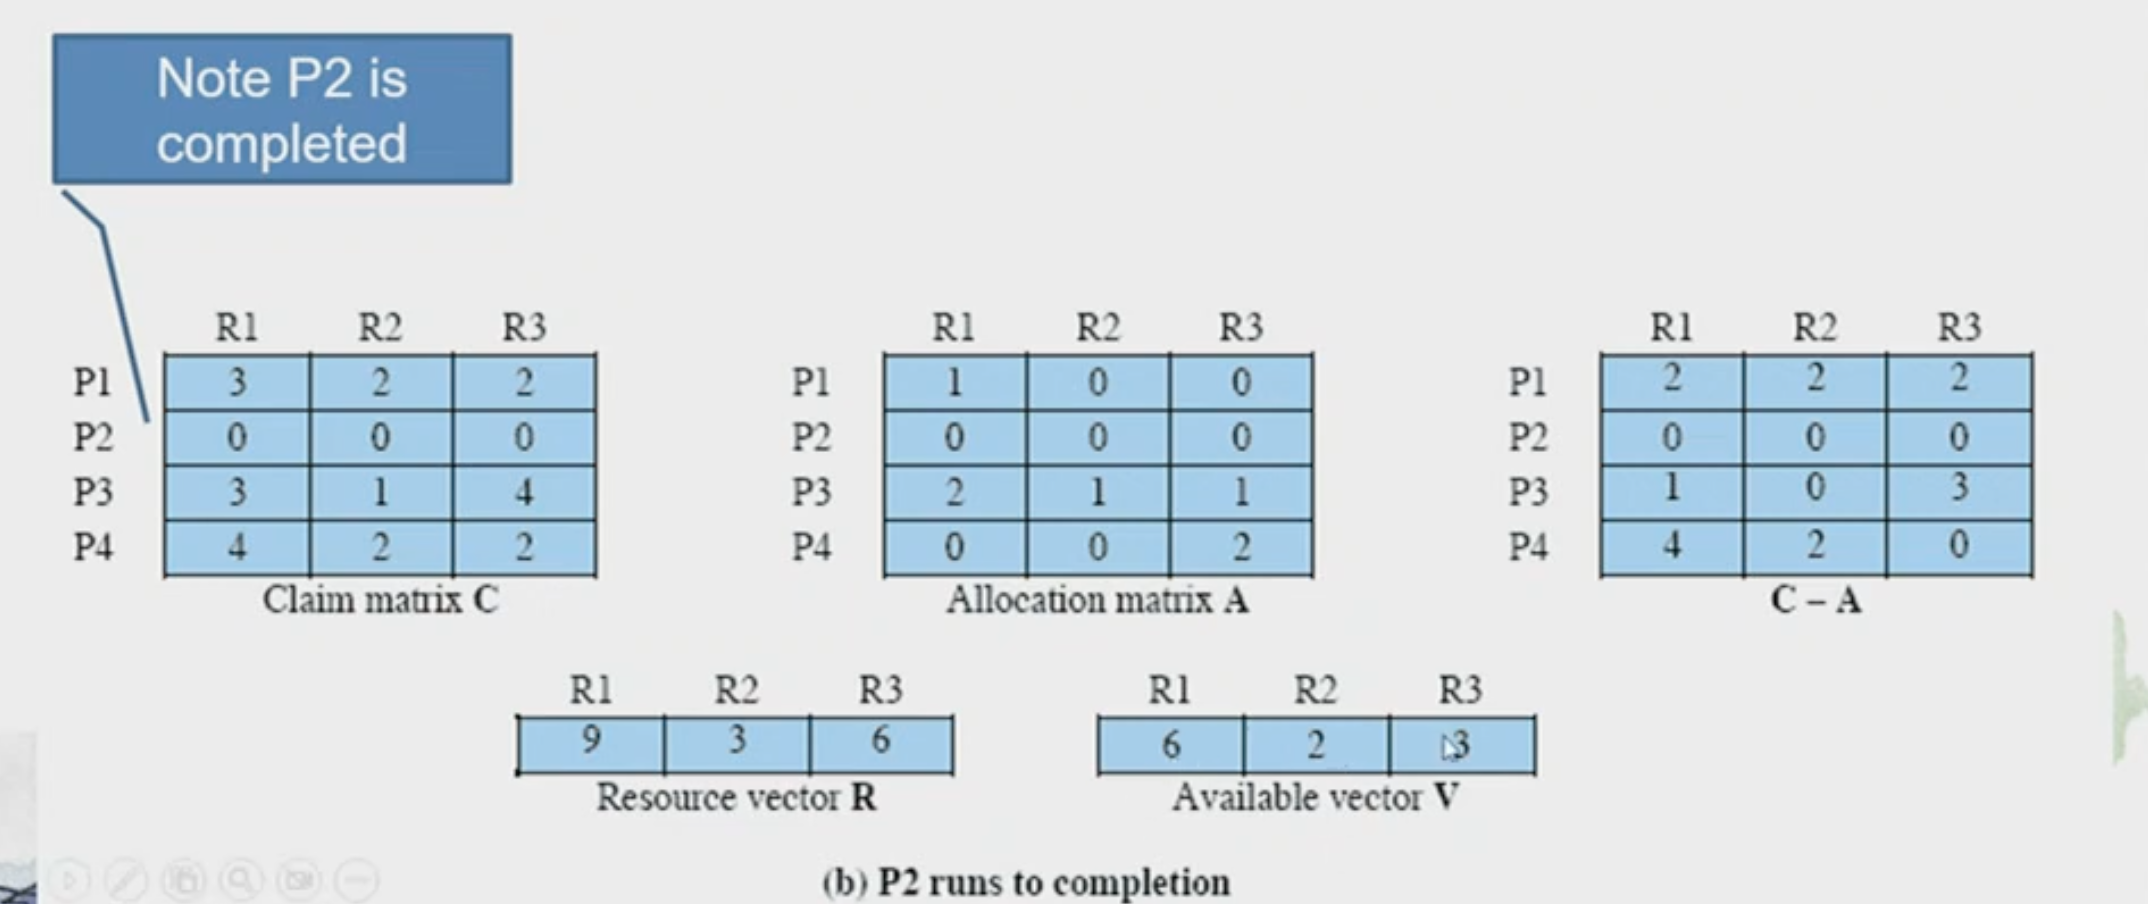 Note P2 is
completed
R1 R2 R3
P1 3 2 2
P2 0 0 0
P3 3 1 4
P4 4 2 2
Claim matrix C
R1 R2 R3
P1 1 0 0
P2 0 0 0
P3 2 1 1
P4 0 0 2
Allocation matrix A
R1 R2 R3
P1 2 2 2
P2 0 0 0
P3 1 0 3
P4 4 2 0
C – A
R1 R2 R3
9 3 6
Resource vector R
R1 R2 R3
6 2 3
Available vector V
(b) P2 runs to completion